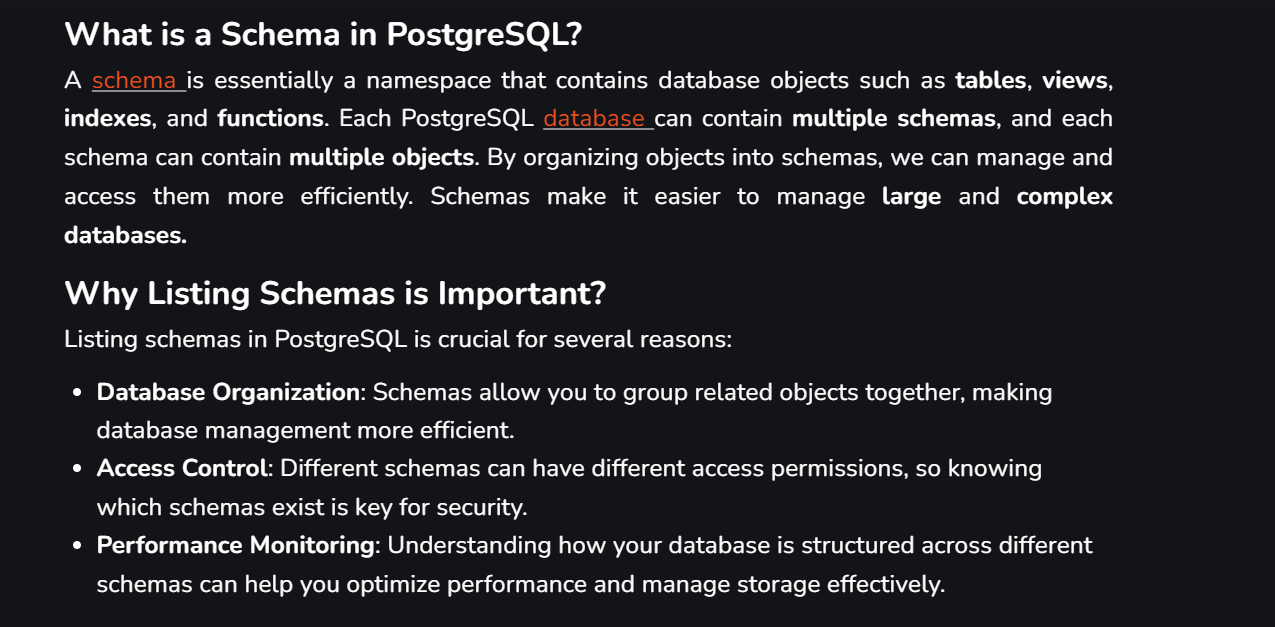 What is a Schema in PostgreSQL?
A schema is essentially a namespace that contains database objects such as tables, views,
indexes, and functions. Each PostgreSQL database can contain multiple schemas, and each
schema can contain multiple objects. By organizing objects into schemas, we can manage and
access them more efficiently. Schemas make it easier to manage large and complex
databases.
Why Listing Schemas is Important?
Listing schemas in PostgreSQL is crucial for several reasons:
• Database Organization: Schemas allow you to group related objects together, making
database management more efficient.
• Access Control: Different schemas can have different access permissions, so knowing
which schemas exist is key for security.
• Performance Monitoring: Understanding how your database is structured across different
schemas can help you optimize performance and manage storage effectively.